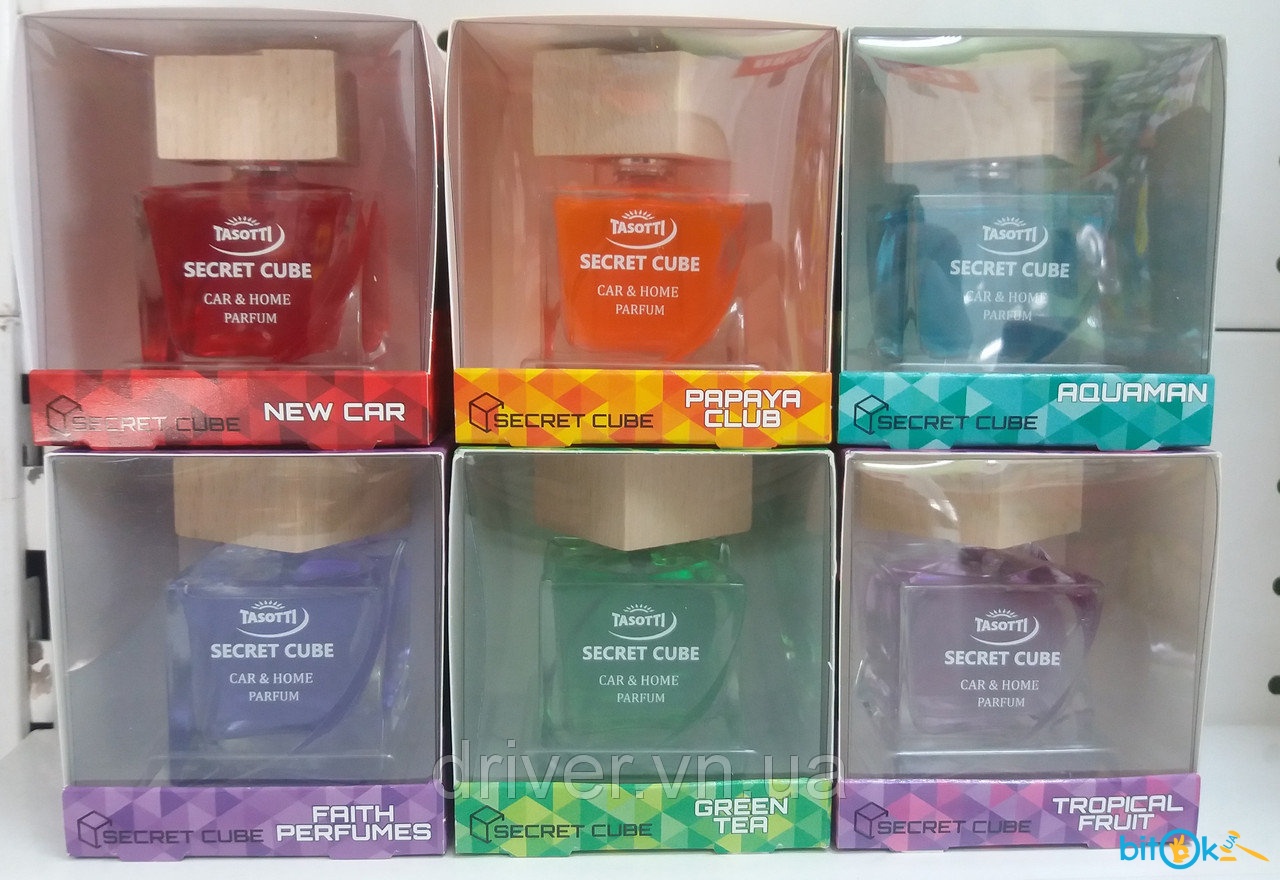 TASOTTI
SECRET CUBE
CAR & HOME
PARFUM
SECRET CUBE
NEW CAR
TASOTTI
SECRET CUBE
CAR & HOME
PARFUM
SECRET CUBE
PAPAYA
CLUB
TASOTTI
SECRET CUBE
CAR & HOME
PARFUM
SECRET CUBE
AQUAMAN
TASOTTI
SECRET CUBE
CAR & HOME
PARFUM
SECRET CUBE
FAITH
PERFUMES
TASOTTI
SECRET CUBE
CAR & HOME
PARFUM
SECRET CUBE
GREEN
TEA
TASOTTI
SECRET CUBE
CAR & HOME
PARFUM
SECRET CUBE
TROPICAL
FRUIT
driver.vn.ua
bitok.ua